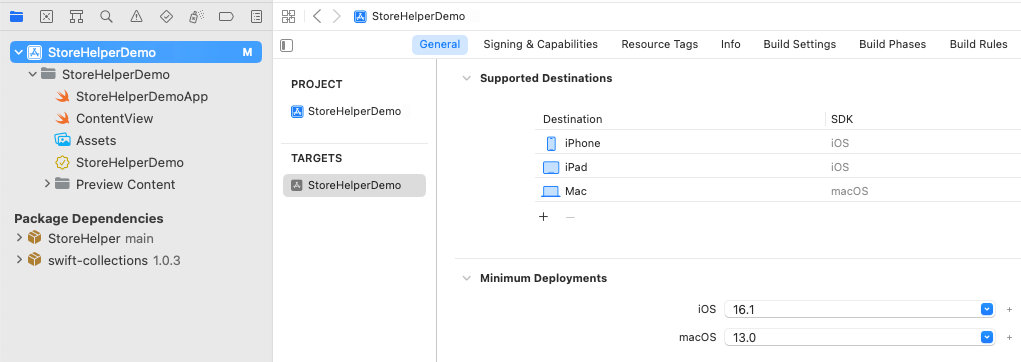 StoreHelperDemo
M
StoreHelperDemo
StoreHelperDemoApp
ContentView
Assets
StoreHelperDemo
Preview Content
Package Dependencies
StoreHelper main
swift-collections 1.0.3
StoreHelperDemo
General Signing & Capabilities Resource Tags Info Build Settings Build Phases Build Rules
PROJECT
StoreHelperDemo
TARGETS
StoreHelperDemo
Supported Destinations
Destination SDK
iPhone iOS
iPad iOS
Mac macOS
Minimum Deployments
iOS 16.1
macOS 13.0